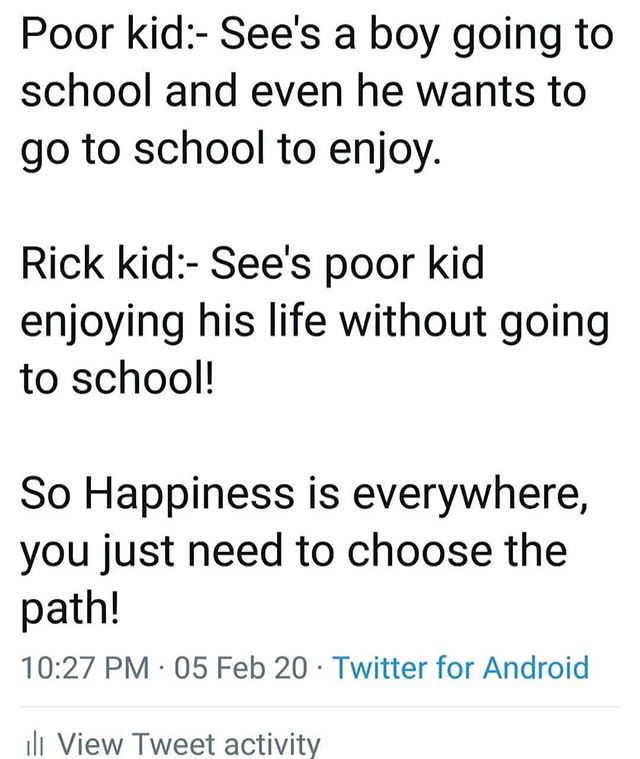 Poor kid:- See's a boy going to
school and even he wants to
go to school to enjoy.
Rick kid:- See's poor kid
enjoying his life without going
to school!
So Happiness is everywhere,
you just need to choose the
path!
10:27 PM · 05 Feb 20 · Twitter for Android
View Tweet activity